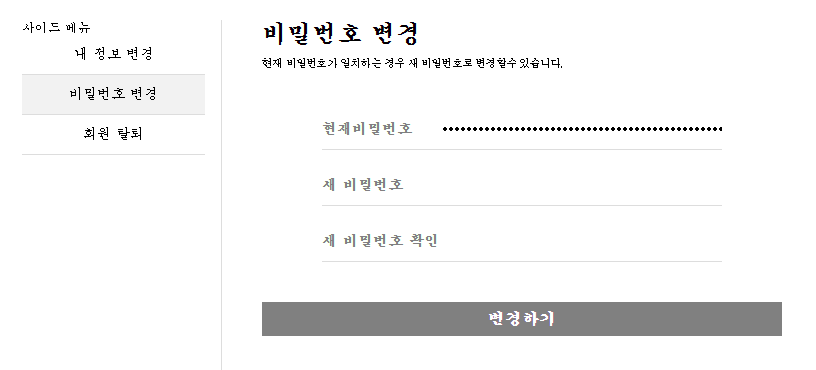 사이드 메뉴
내 정보 변경
비밀번호 변경
회원 탈퇴
비밀번호 변경
현재 비밀번호가 일치하는 경우 새 비밀번호로 변경할수 있습니다.
현재비밀번호
새 비밀번호
새 비밀번호 확인
변경하기